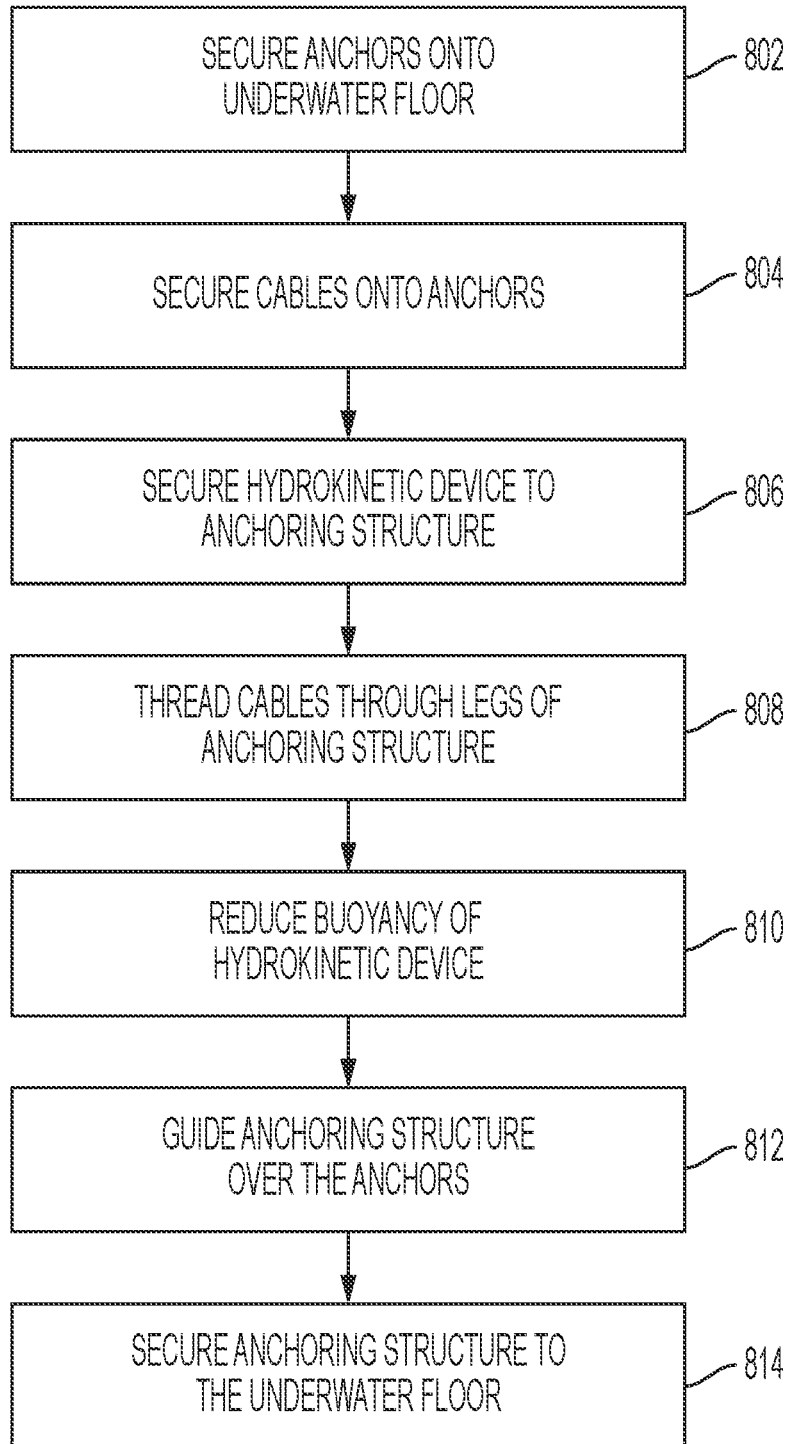 SECURE ANCHORS ONTO
UNDERWATER FLOOR
802
SECURE CABLES ONTO ANCHORS
804
SECURE HYDROKINETIC DEVICE TO
ANCHORING STRUCTURE
806
THREAD CABLES THROUGH LEGS OF
ANCHORING STRUCTURE
808
REDUCE BUOYANCY OF
HYDROKINETIC DEVICE
810
GUIDE ANCHORING STRUCTURE
OVER THE ANCHORS
812
SECURE ANCHORING STRUCTURE TO
THE UNDERWATER FLOOR
814